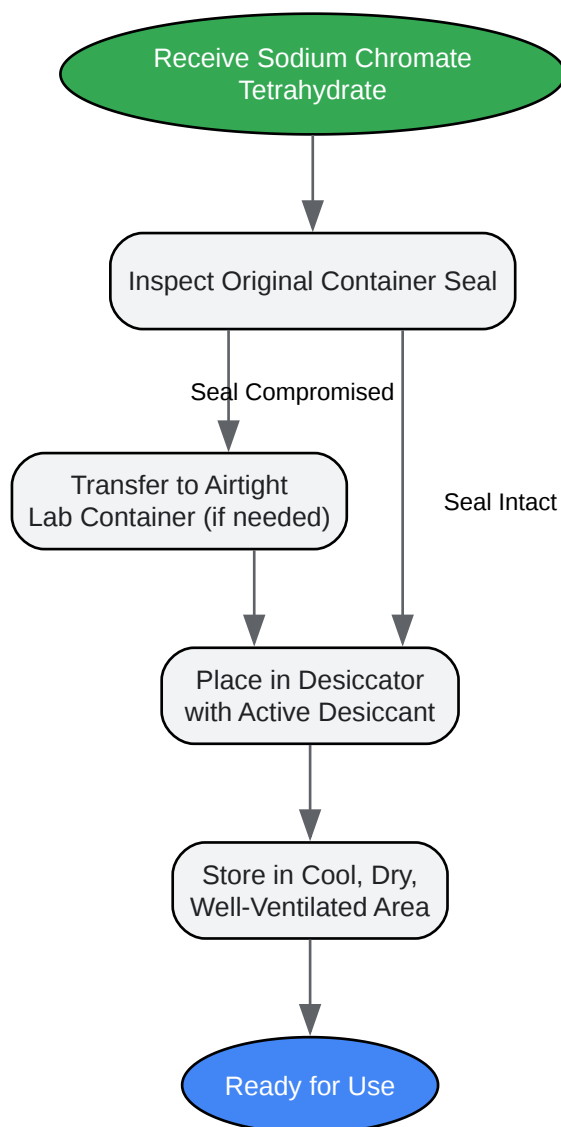 Receive Sodium Chromate
Tetrahydrate
Inspect Original Container Seal
Seal Compromised
Transfer to Airtight
Lab Container (if needed)
Seal Intact
Place in Desiccator
with Active Desiccant
Store in Cool, Dry,
Well-Ventilated Area
Ready for Use